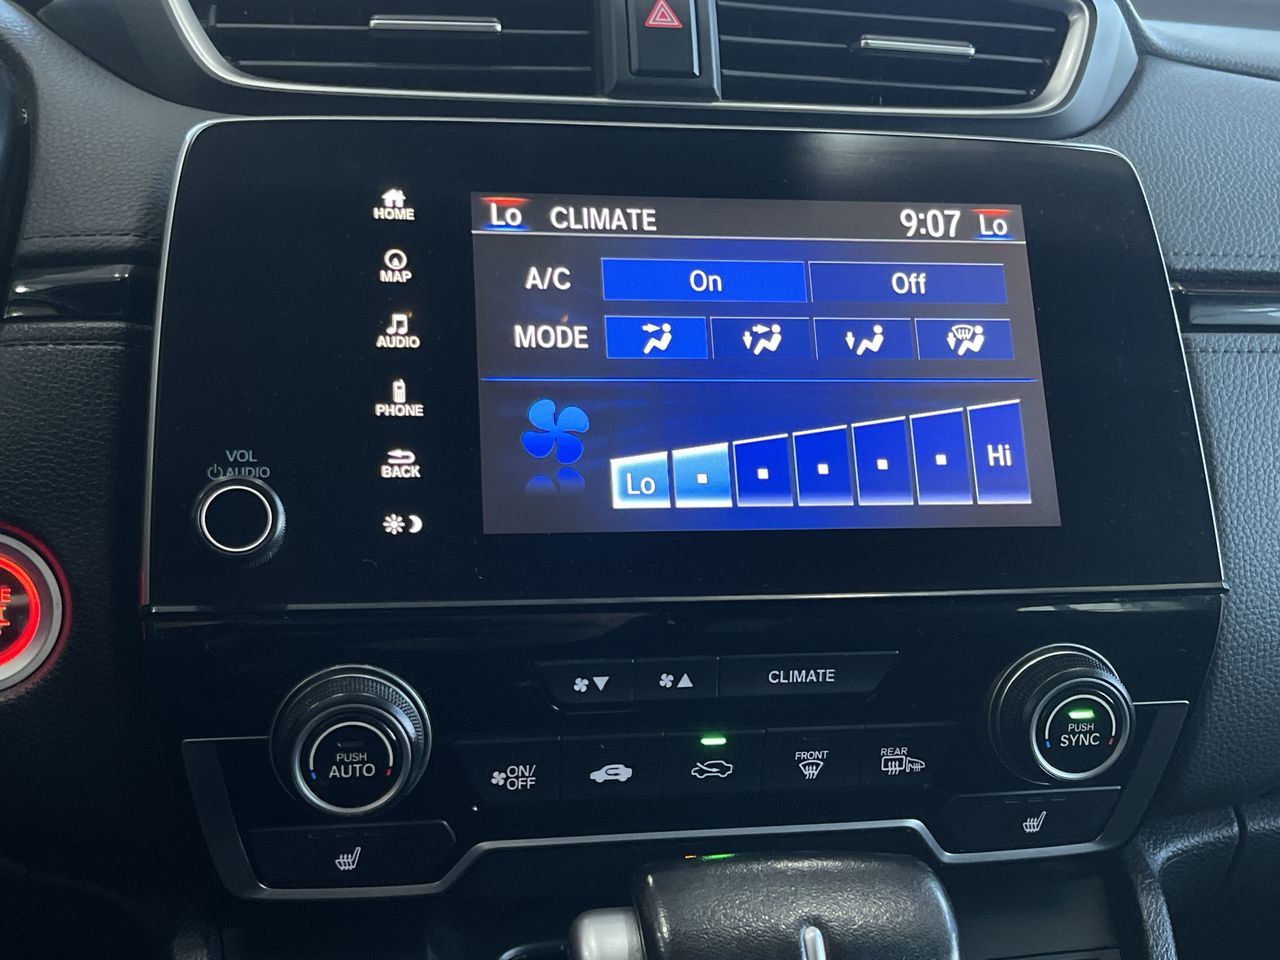 HOME
MAP
AUDIO
PHONE
BACK
VOL
AUDIO
Lo CLIMATE 9:07 Lo
A/C On Off
MODE
Lo Hi
CLIMATE
PUSH
AUTO
ON/
OFF
FRONT
REAR
PUSH
SYNC